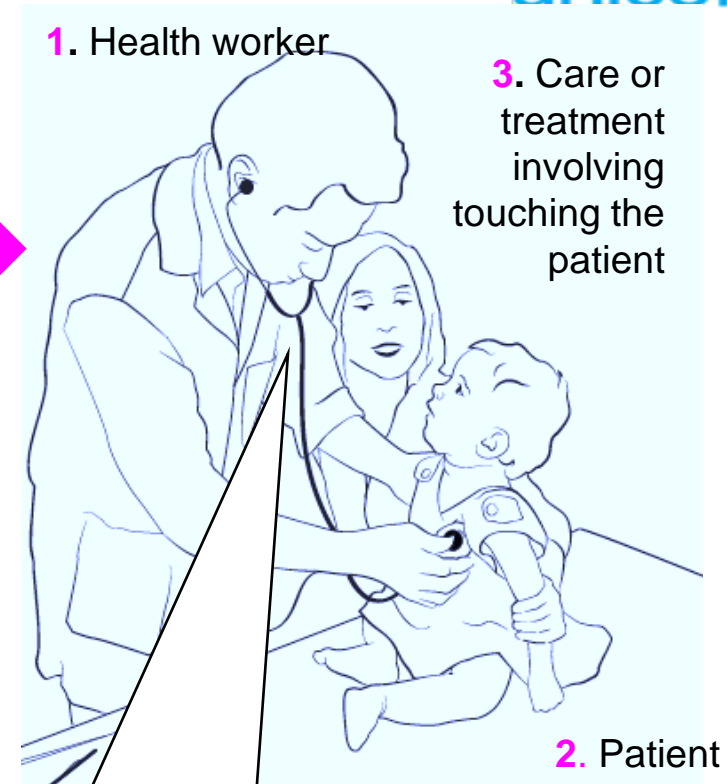 1. Health worker
3. Care or
treatment
involving
touching the
patient
2. Patient